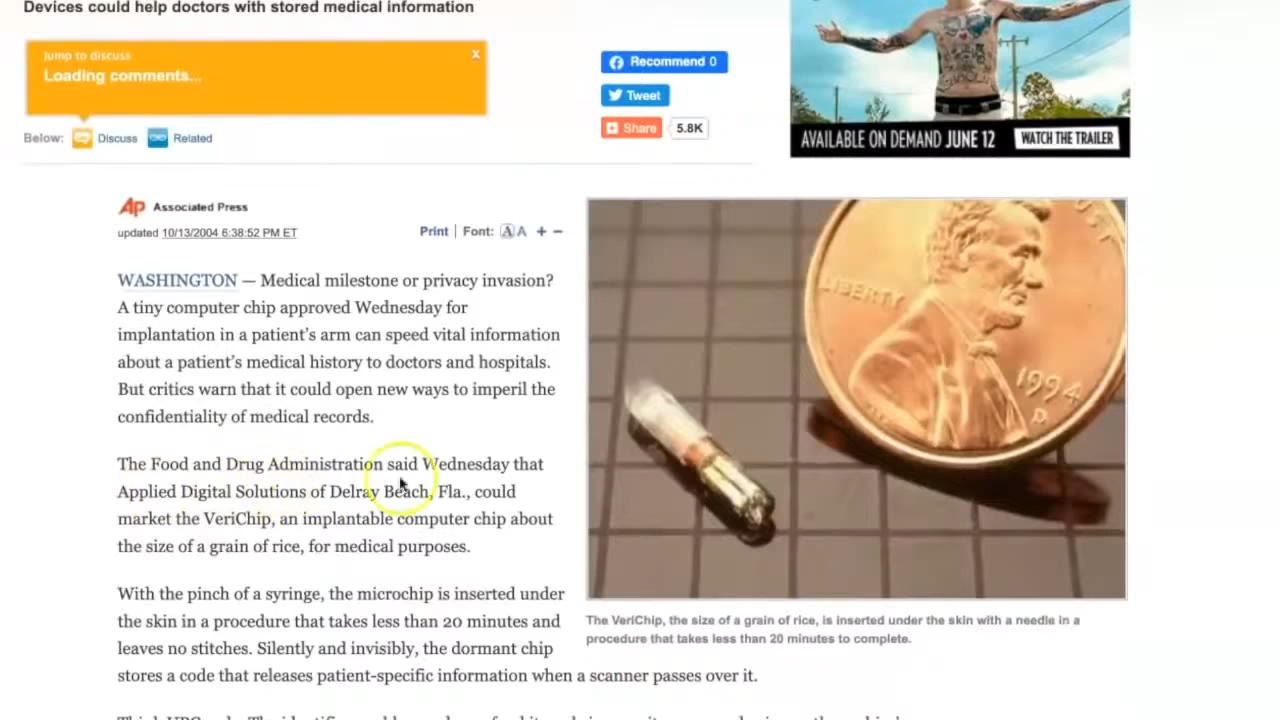 Devices could help doctors with stored medical information
Jump to discuss
x
Loading comments...
Below: Discuss Related
Recommend 0
Tweet
Share 5.8K
AVAILABLE ON DEMAND JUNE 12 WATCH THE TRAILER
AP Associated Press
updated 10/13/2004 6:38:52 PM ET
Print | Font: A A + −
WASHINGTON — Medical milestone or privacy invasion?
A tiny computer chip approved Wednesday for
implantation in a patient's arm can speed vital information
about a patient's medical history to doctors and hospitals.
But critics warn that it could open new ways to imperil the
confidentiality of medical records.
The Food and Drug Administration said Wednesday that
Applied Digital Solutions of Delray Beach, Fla., could
market the VeriChip, an implantable computer chip about
the size of a grain of rice, for medical purposes.
With the pinch of a syringe, the microchip is inserted under
the skin in a procedure that takes less than 20 minutes and
leaves no stitches. Silently and invisibly, the dormant chip
stores a code that releases patient-specific information when a scanner passes over it.
LIBERTY
1994
D
The VeriChip, the size of a grain of rice, is inserted under the skin with a needle in a
procedure that takes less than 20 minutes to complete.